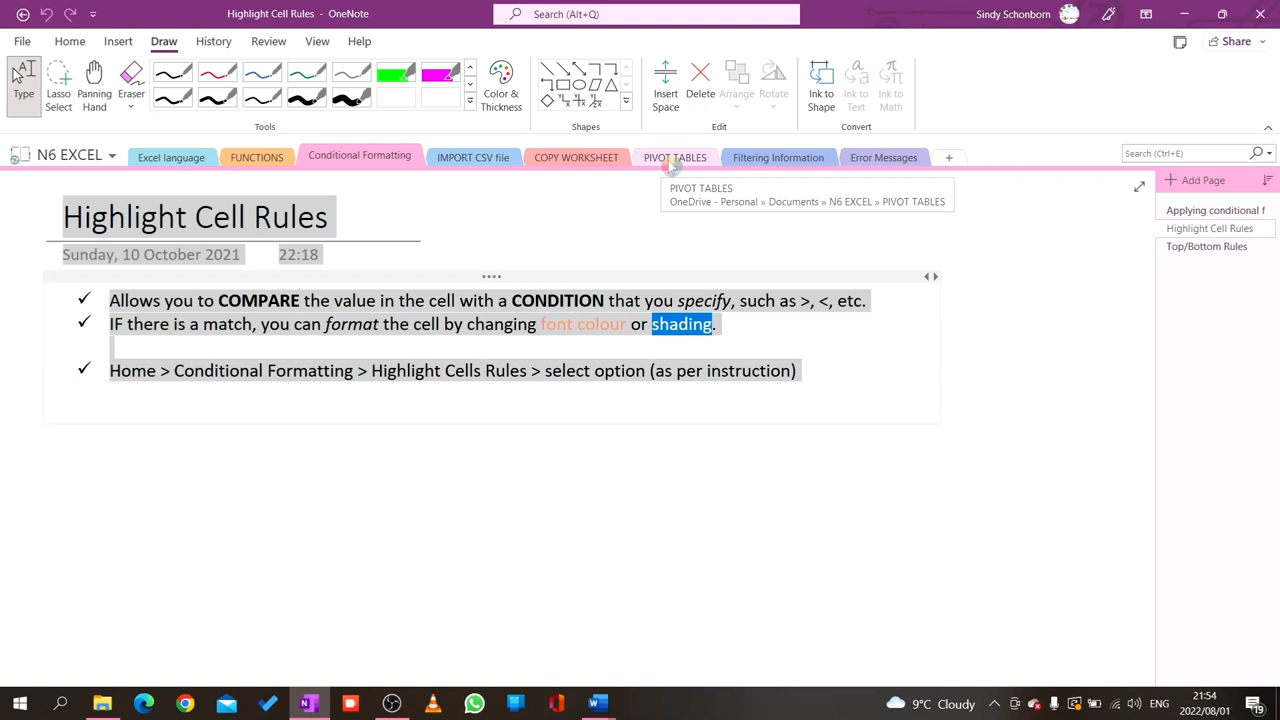 Highlight Cell Rules - OneNote
Search (Alt+Q)
Sindy Schonborn
File Home Insert Draw History Review View Help
Share
Type
Lasso Select
Panning Hand
Eraser
Color & Thickness
Insert Space
Delete
Arrange
Rotate
Ink to Shape
Ink to Text
Ink to Math
Tools
Shapes
Edit
Convert
N6 EXCEL
Excel language
FUNCTIONS
Conditional Formatting
IMPORT CSV file
COPY WORKSHEET
PIVOT TABLES
Filtering Information
Error Messages
Search (Ctrl+E)
PIVOT TABLES
OneDrive - Personal » Documents » N6 EXCEL » PIVOT TABLES
Add Page
Applying conditional f
Highlight Cell Rules
Top/Bottom Rules
Highlight Cell Rules
Sunday, 10 October 2021 22:18
✓ Allows you to COMPARE the value in the cell with a CONDITION that you specify, such as >, <, etc.
✓ IF there is a match, you can format the cell by changing font colour or shading.
✓ Home > Conditional Formatting > Highlight Cells Rules > select option (as per instruction)
9°C Cloudy
ENG
21:54
2022/08/01
19